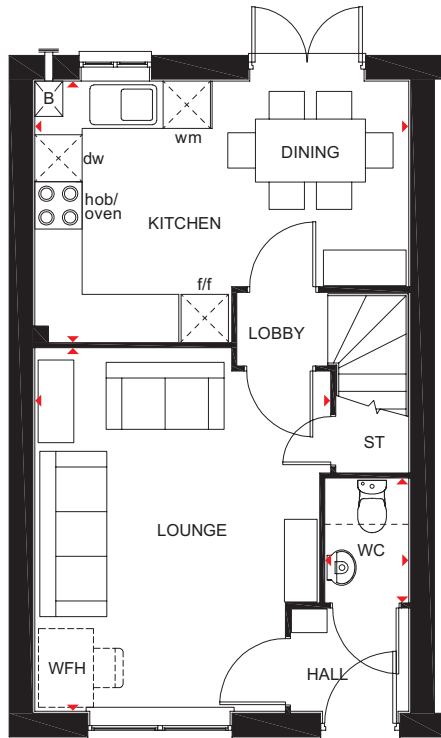 B
wm
dw
DINING
hob/
oven
KITCHEN
f/f
LOBBY
ST
LOUNGE
WC
WFH
HALL